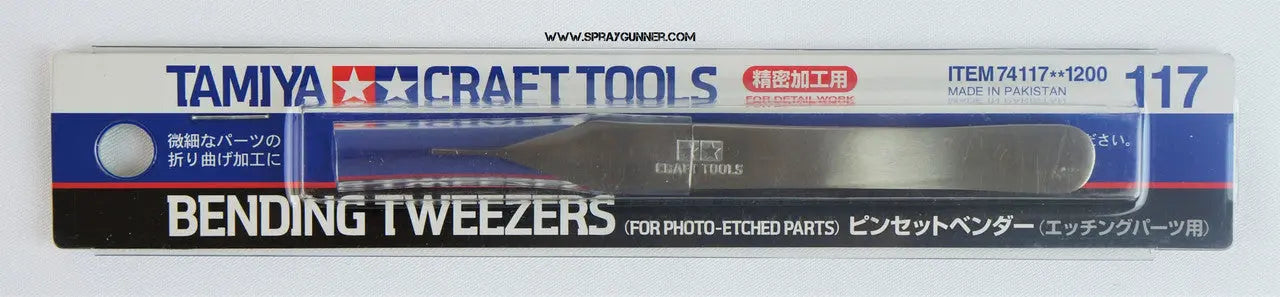 WWW.SPRAYGUNNER.COM
TAMIYA CRAFT TOOLS
精密加工用
FOR DETAIL WORK
ITEM 74117**1200
MADE IN PAKISTAN
117
微細なパーツの
折り曲げ加工に
ださい。
CRAFT TOOLS
BENDING TWEEZERS (FOR PHOTO-ETCHED PARTS) ピンセットベンダー(エッチングパーツ用)